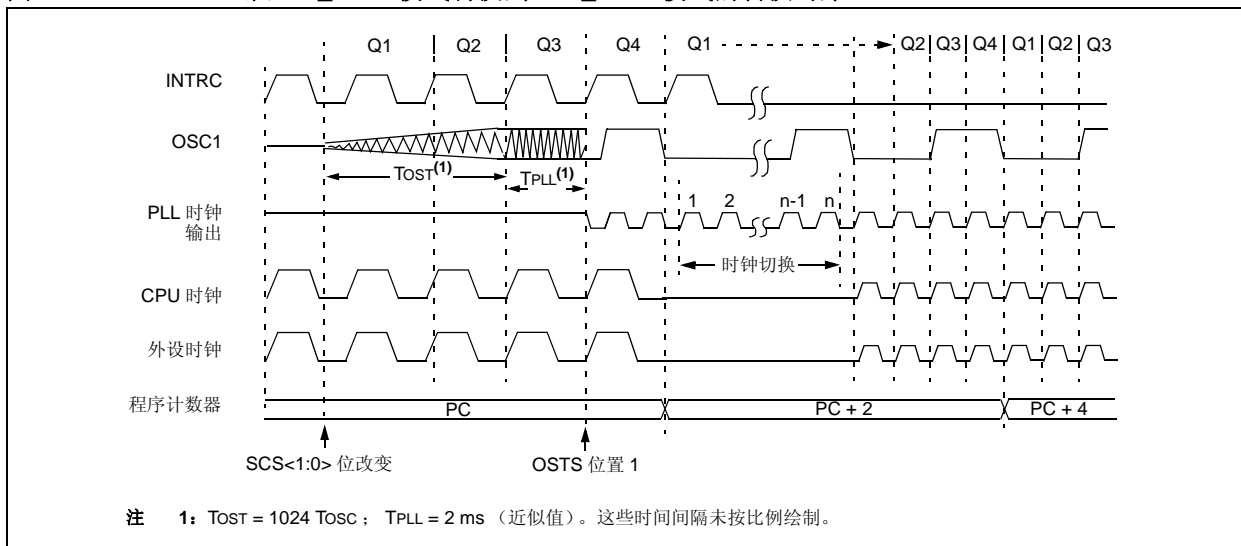 Q1 Q2 Q3 Q4 Q1 Q2 Q3 Q4 Q1 Q2 Q3
INTRC
OSC1
TOST(1) TPLL(1)
PLL 时钟
输出
1 2 n-1 n
时钟切换
CPU 时钟
外设时钟
程序计数器
PC PC + 2 PC + 4
SCS<1:0> 位改变 OSTS 位置 1
注 1: TOST = 1024 TOSC ; TPLL = 2 ms （近似值）。这些时间间隔未按比例绘制。